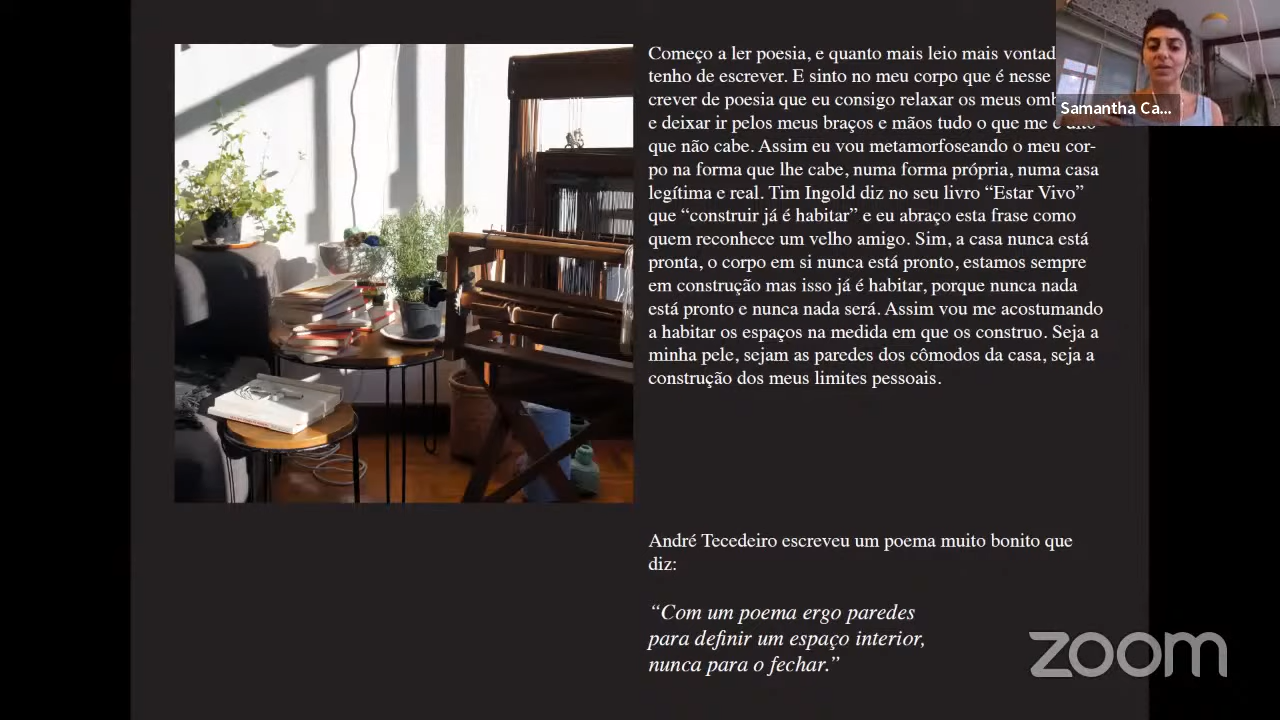 Começo a ler poesia, e quanto mais leio mais
tenho de escrever. E sinto no meu corpo que é nesse
crever de poesia que eu consigo relaxar os meus
e deixar ir pelos meus braços e mãos tudo o que me é
que não cabe. Assim eu vou metamorfoseando o meu cor-
po na forma que lhe cabe, numa forma própria, numa casa
legítima e real. Tim Ingold diz no seu livro “Estar Vivo”
que “construir já é habitar” e eu abraço esta frase como
quem reconhece um velho amigo. Sim, a casa nunca está
pronta, o corpo em si nunca está pronto, estamos sempre
em construção mas isso já é habitar, porque nunca nada
está pronto e nunca nada será. Assim vou me acostumando
a habitar os espaços na medida em que os construo. Seja a
minha pele, sejam as paredes dos cômodos da casa, seja a
construção dos meus limites pessoais.
André Tecedeiro escreveu um poema muito bonito que
diz:
“Com um poema ergo paredes
para definir um espaço interior,
nunca para o fechar.”
Samantha Ca...
zoom